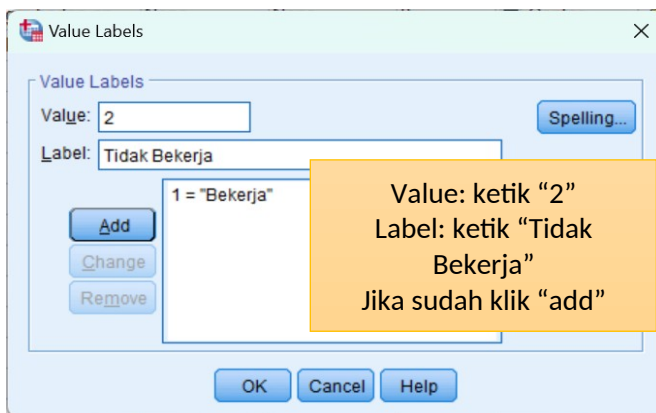 Value Labels
Value Labels
Value: 2
Spelling...
Label: Tidak Bekerja
1 = "Bekerja"
Add
Change
Remove
Value: ketik “2”
Label: ketik “Tidak
Bekerja”
Jika sudah klik “add”
OK Cancel Help